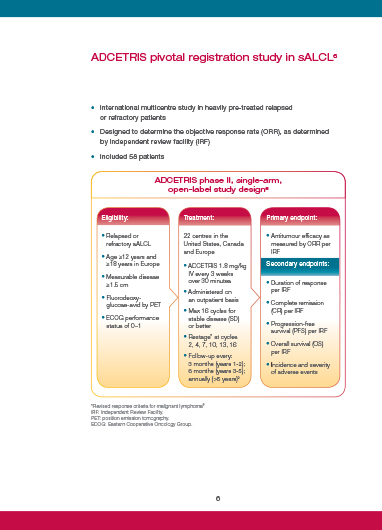 ADCETRIS pivotal registration study in sALCL⁶
• International multicentre study in heavily pre-treated relapsed
or refractory patients
• Designed to determine the objective response rate (ORR), as determined
by independent review facility (IRF)
• Included 58 patients
ADCETRIS phase II, single-arm,
open-label study design⁶
Eligibility:
• Relapsed or
refractory sALCL
• Age ≥12 years and
≥18 years in Europe
• Measurable disease
≥1.5 cm
• Fluorodeoxy-
glucose-avid by PET
• ECOG performance
status of 0–1
Treatment:
22 centres in the
United States, Canada
and Europe
• ADCETRIS 1.8 mg/kg
IV every 3 weeks
over 30 minutes
• Administered on
an outpatient basis
• Max 16 cycles for
stable disease (SD)
or better
• Restage* at cycles
2, 4, 7, 10, 13, 16
• Follow-up every:
3 months (years 1–2);
6 months (years 3–5);
annually (>5 years)⁵
Primary endpoint:
• Antitumour efficacy as
measured by ORR per
IRF
Secondary endpoints:
• Duration of response
per IRF
• Complete remission
(CR) per IRF
• Progression-free
survival (PFS) per IRF
• Overall survival (OS)
per IRF
• Incidence and severity
of adverse events
*Revised response criteria for malignant lymphoma
IRF: Independent Review Facility.
PET: positron emission tomography.
ECOG: Eastern Cooperative Oncology Group.
6